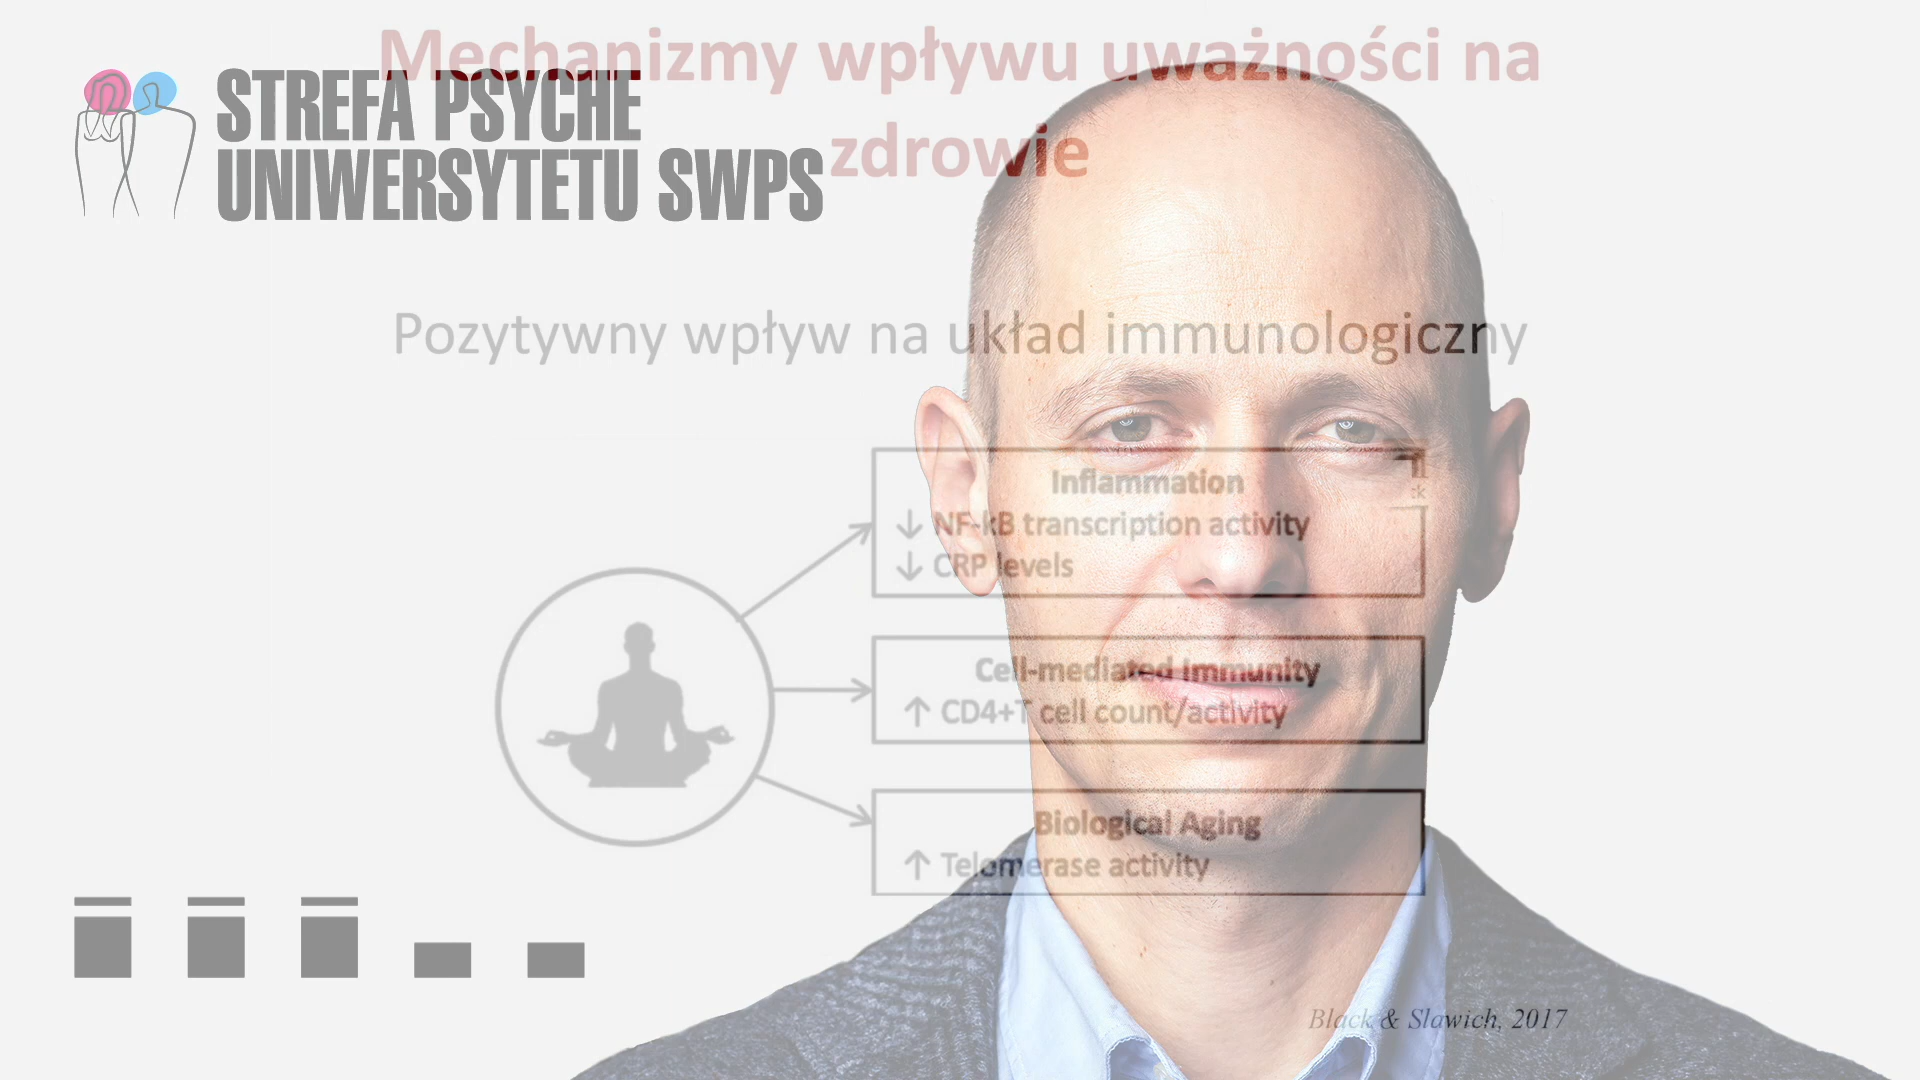 Mechanizmy wpływu uważności na
zdrowie
STREFA PSYCHE
UNIWERSYTETU SWPS
Pozytywny wpływ na układ immunologiczny
Inflammation
↓ NF-kB transcription activity
↓ CRP levels
Cell-mediated Immunity
↑ CD4+T cell count/activity
Biological Aging
↑ Telomerase activity
Black & Slawich, 2017